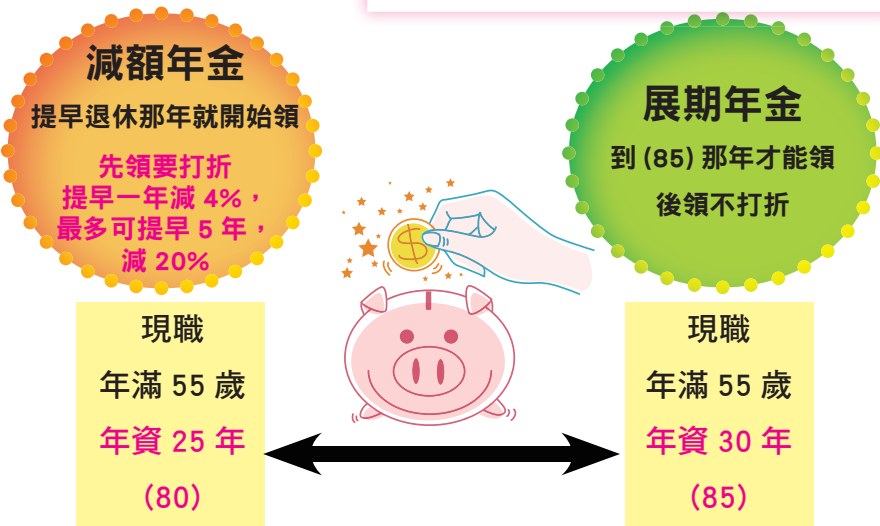 減額年金
提早退休那年就開始領
先領要打折
提早一年減 4%，
最多可提早 5 年，
減 20%
展期年金
到 (85) 那年才能領
後領不打折
現職
年滿 55 歲
年資 25 年
(80)
現職
年滿 55 歲
年資 30 年
(85)